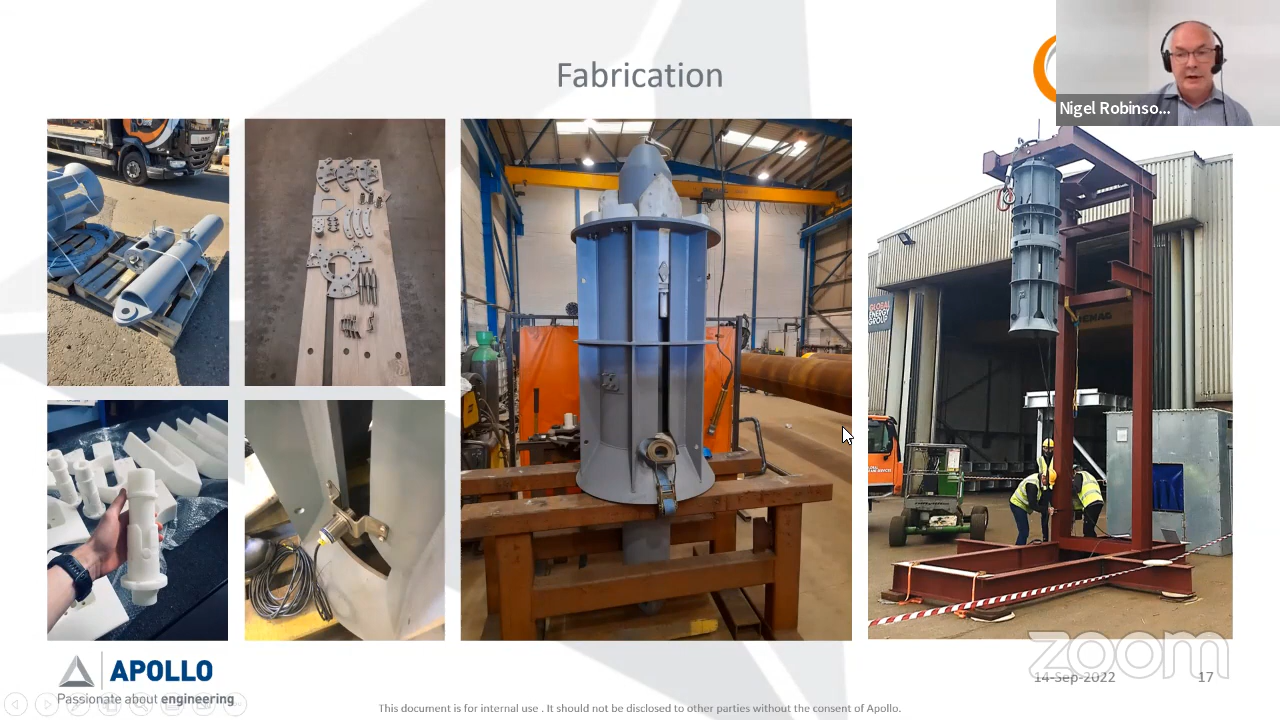 Fabrication
Nigel Robinso...
GLOBAL
ENERGY
GROUP
APOLLO
Passionate about engineering
zoom
14-Sep-2022
17
This document is for internal use . It should not be disclosed to other parties without the consent of Apollo.